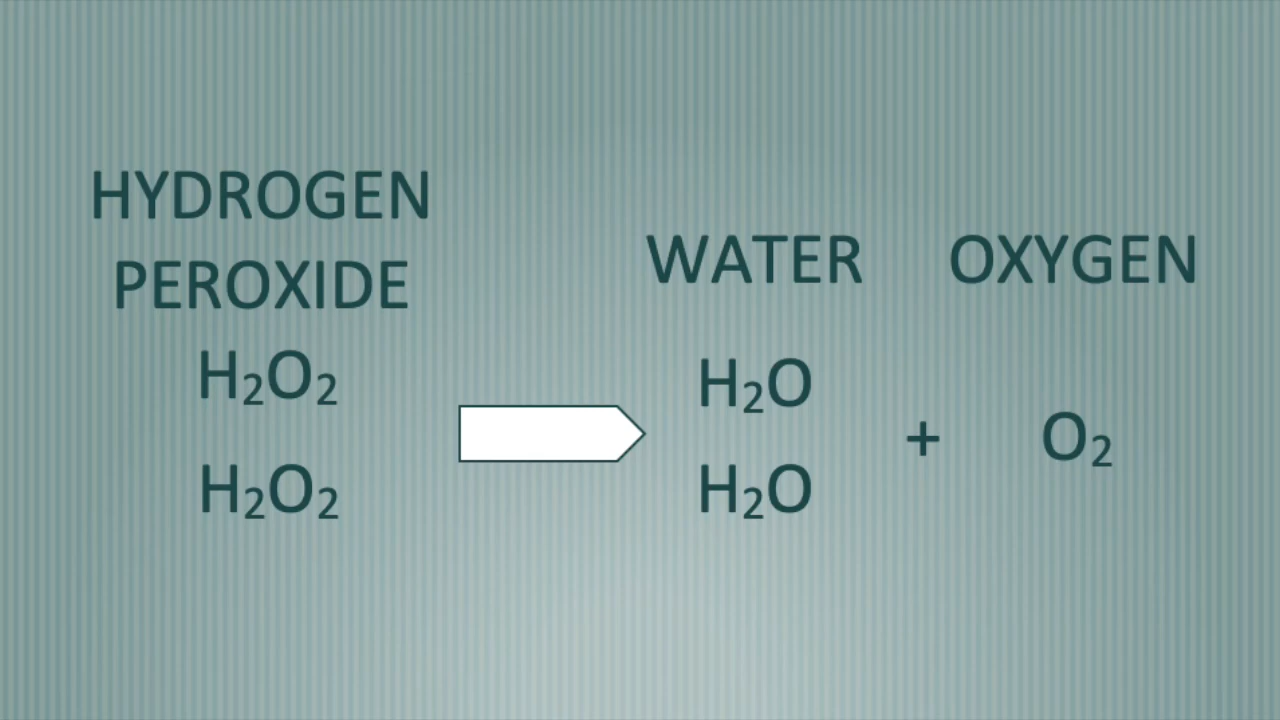 HYDROGEN
PEROXIDE
H₂O₂
H₂O₂
WATER
H₂O
H₂O
+
OXYGEN
O₂